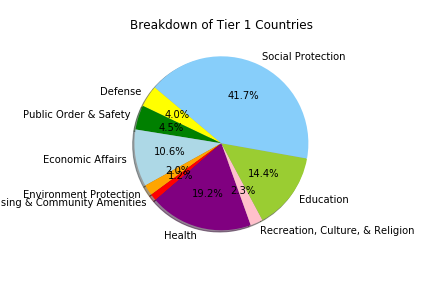 Breakdown of Tier 1 Countries
Social Protection
41.7%
Defense
4.0%
Public Order & Safety
4.5%
Economic Affairs
10.6%
Environment Protection
2.0%
sing & Community Amenities
1.2%
Health
19.2%
Recreation, Culture, & Religion
2.3%
Education
14.4%